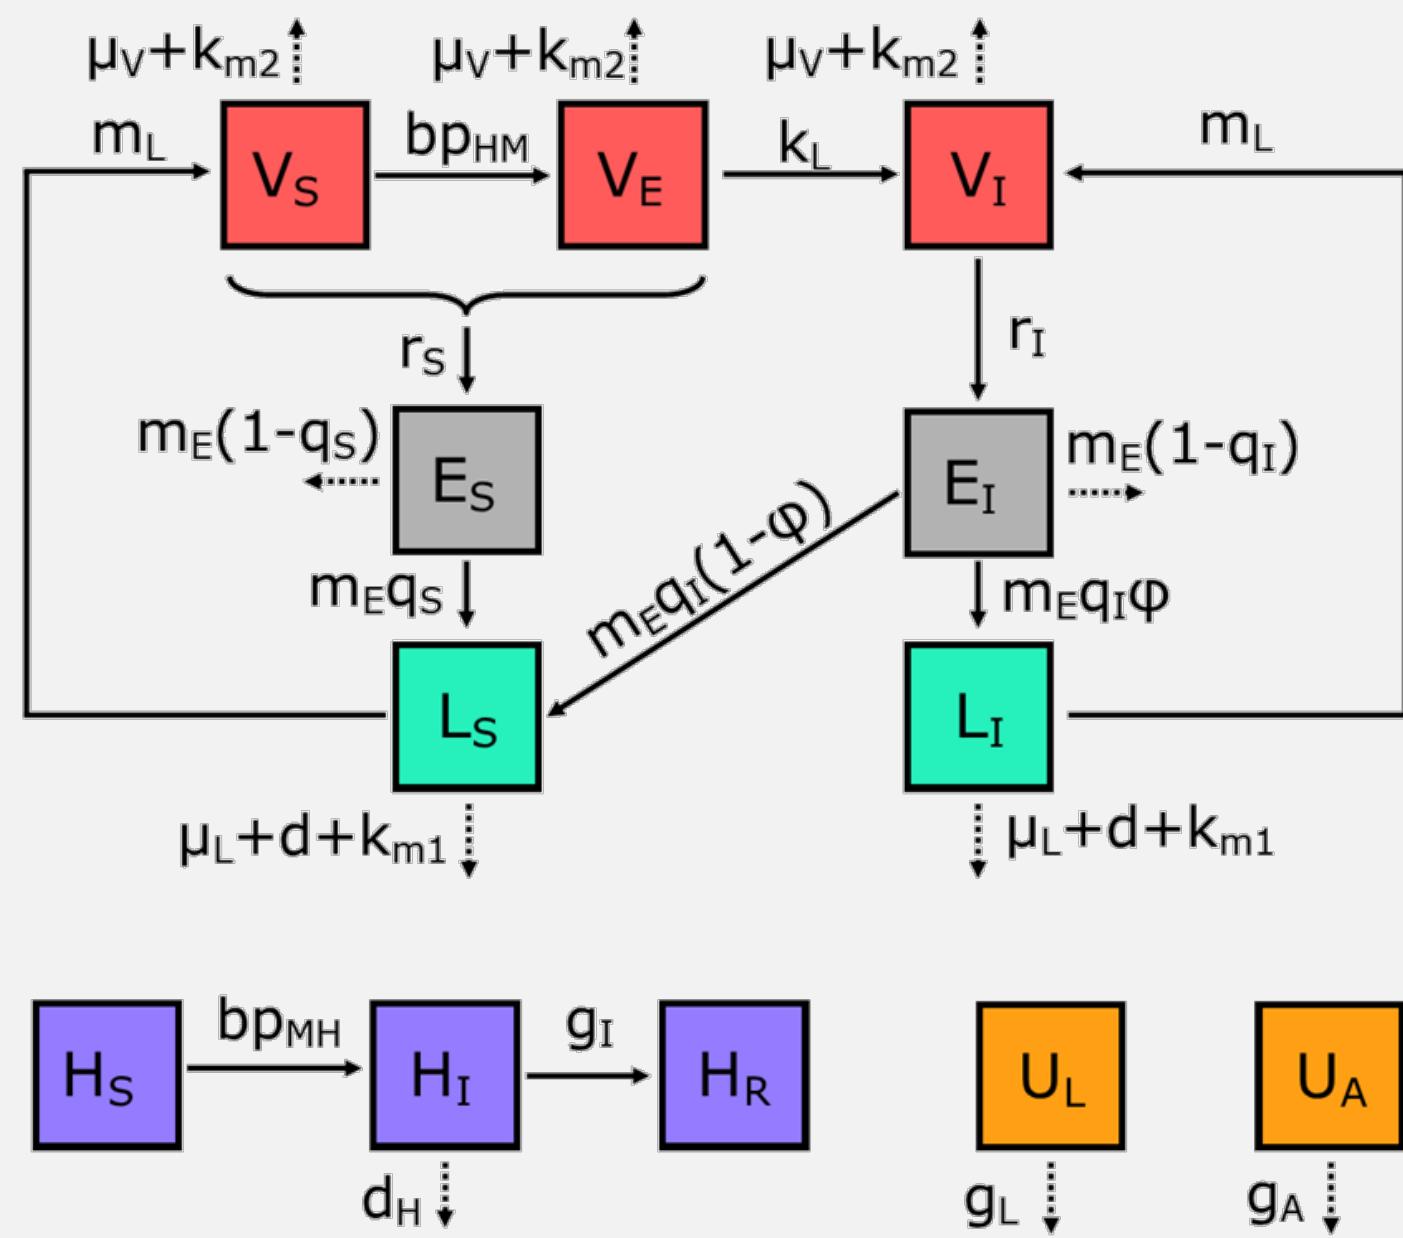 μV+km2 μV+km2 μV+km2
mL bpHM kL mL
VS VE VI
rS rI
mE(1-qS) mE(1-qI)
ES EI
mEqI(1-φ)
mEqS mEqIφ
LS LI
μL+d+km1 μL+d+km1
bpMH gI
HS HI HR UL UA
dH gL gA